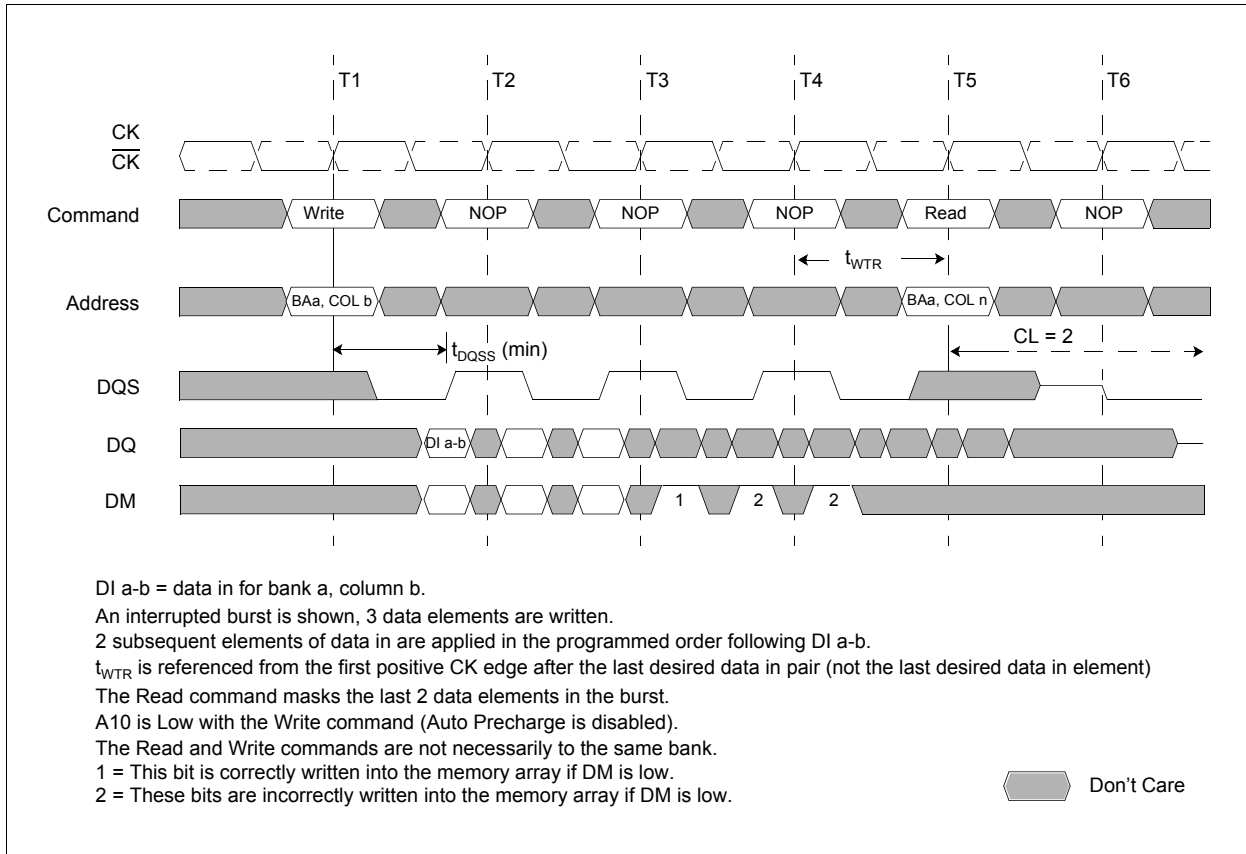 T1 T2 T3 T4 T5 T6
CK
CK
Command Write NOP NOP NOP Read NOP
tWTR
Address BAa, COL b BAa, COL n
tDQSS (min) CL = 2
DQS
DQ DI a-b
DM 1 2 2
DI a-b = data in for bank a, column b.
An interrupted burst is shown, 3 data elements are written.
2 subsequent elements of data in are applied in the programmed order following DI a-b.
tWTR is referenced from the first positive CK edge after the last desired data in pair (not the last desired data in element)
The Read command masks the last 2 data elements in the burst.
A10 is Low with the Write command (Auto Precharge is disabled).
The Read and Write commands are not necessarily to the same bank.
1 = This bit is correctly written into the memory array if DM is low.
2 = These bits are incorrectly written into the memory array if DM is low.
Don't Care